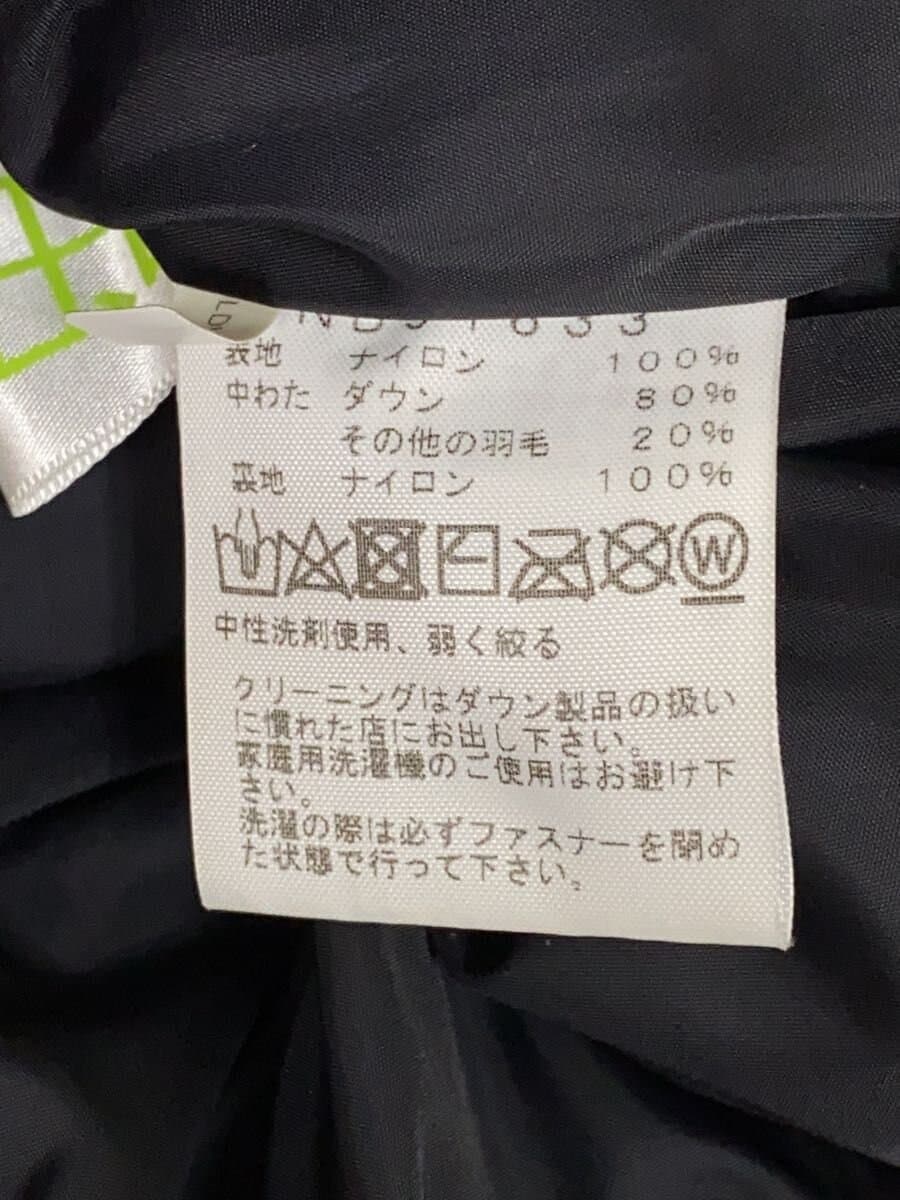 表地 ナイロン 100%
中わた ダウン 80%
その他の羽毛 20%
裏地 ナイロン 100%
W
中性洗剤使用、弱く絞る
クリーニングはダウン製品の扱い
に慣れた店にお出し下さい。
家庭用洗濯機のご使用はお避け下
さい。
洗濯の際は必ずファスナーを閉め
た状態で行って下さい。